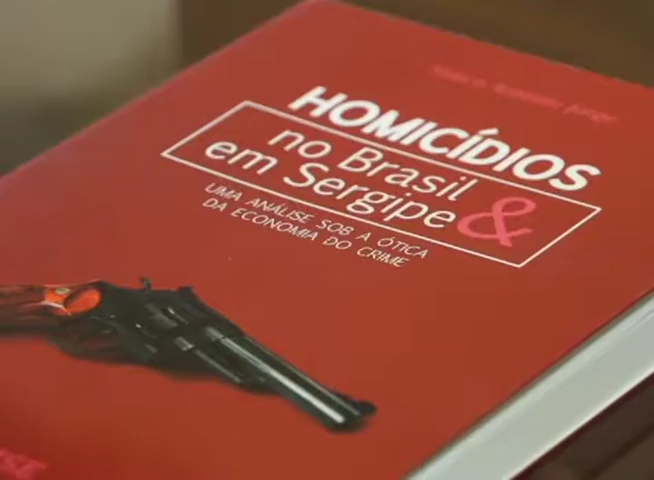 HOMICÍDIOS
no Brasil &
em Sergipe
UMA ANÁLISE SOB A ÓTICA
DA ECONOMIA DO CRIME